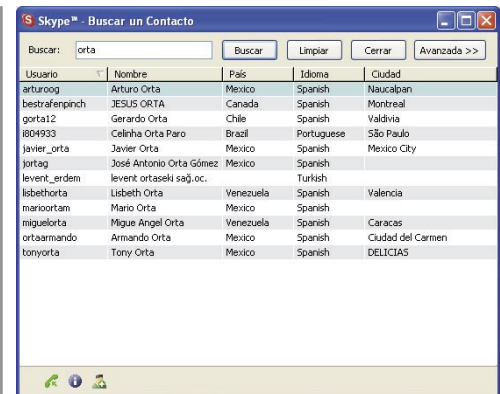 Skype™ - Buscar un Contacto
Buscar: orta Buscar Limpiar Cerrar Avanzada >>
Usuario Nombre País Idioma Ciudad
arturoog Arturo Orta Mexico Spanish Naucalpan
bestrafenpinch JESUS ORTA Canada Spanish Montreal
gorta12 Gerardo Orta Chile Spanish Valdivia
i804933 Celinha Orta Paro Brazil Portuguese São Paulo
javier_orta Javier Orta Mexico Spanish Mexico City
jortag José Antonio Orta Gómez Mexico Spanish
levent_erdem levent ortaseki sağ.oc. Turkish
lisbethorta Lisbeth Orta Venezuela Spanish Valencia
marioortam Mario Orta Mexico Spanish
miguelorta Migue Angel Orta Venezuela Spanish Caracas
ortaarmando Armando Orta Mexico Spanish Ciudad del Carmen
tonyorta Tony Orta Mexico Spanish DELICIAS